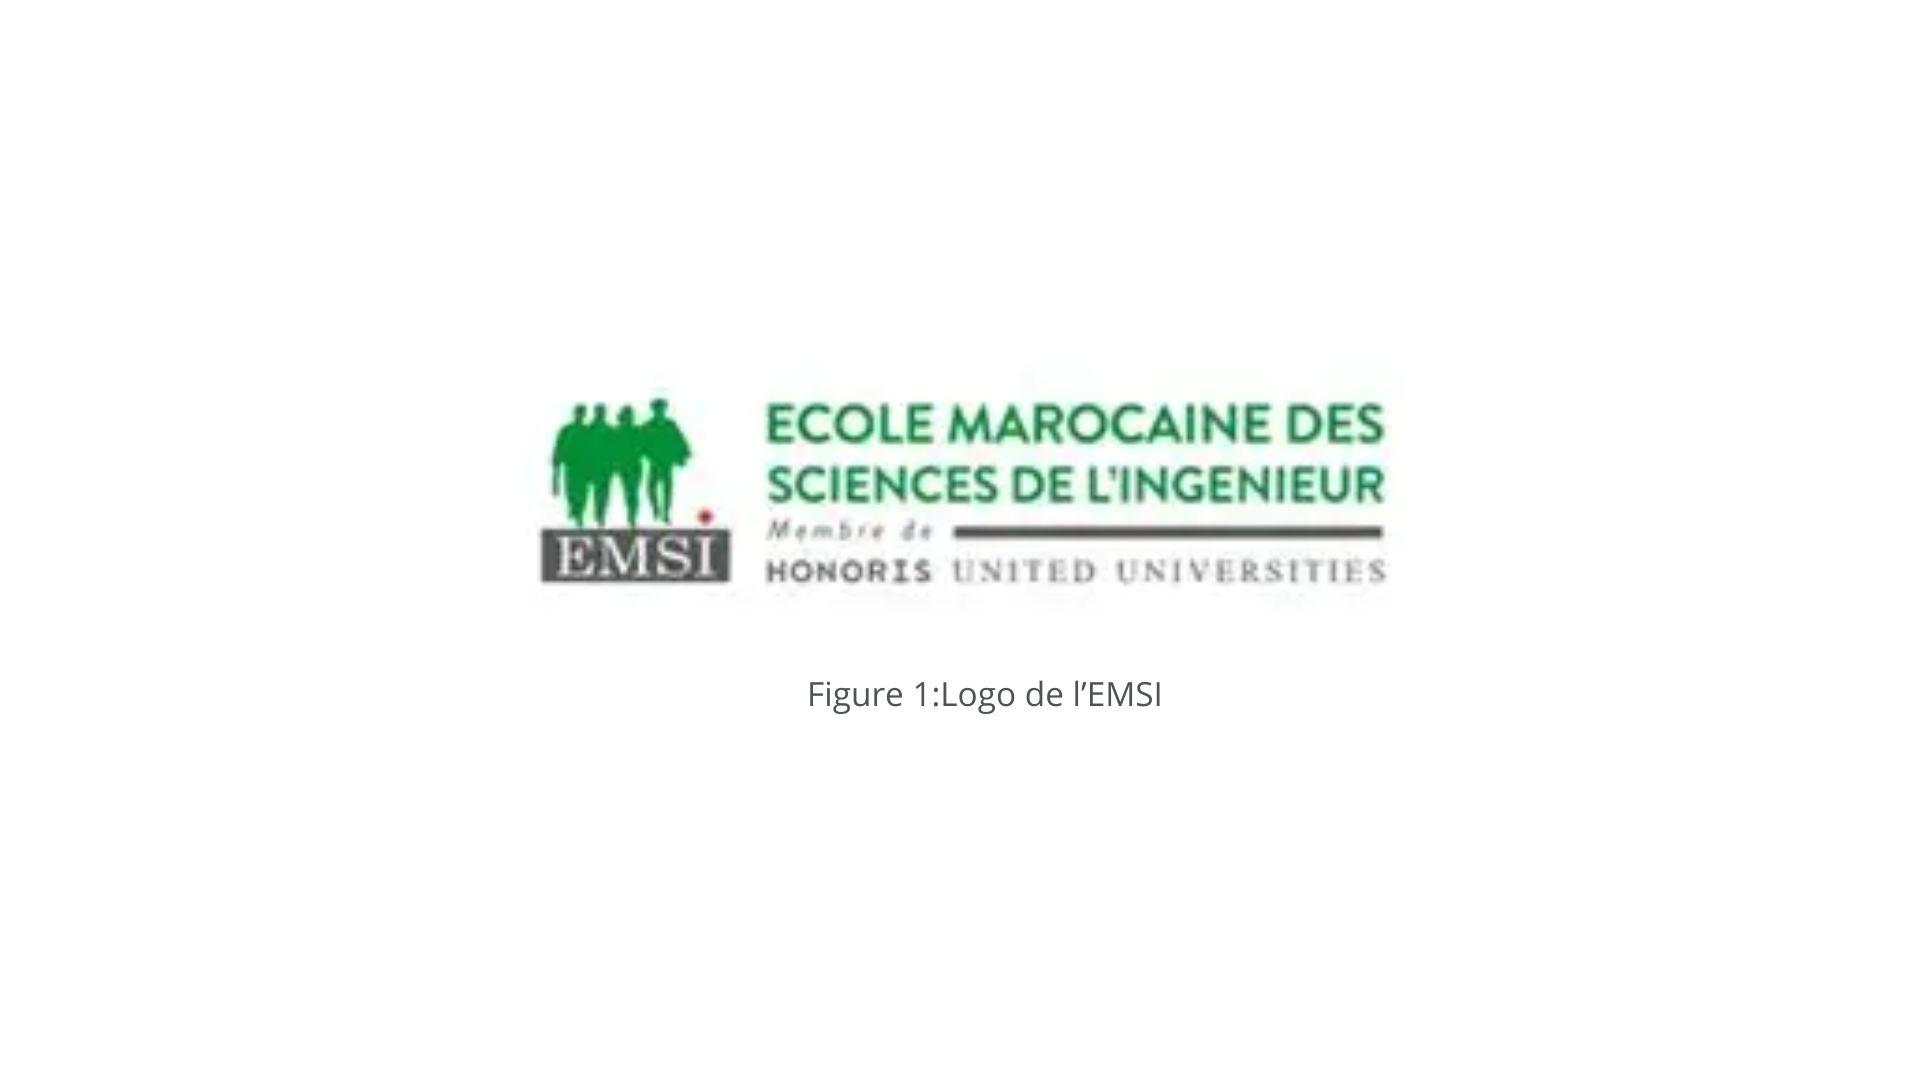 EMSI
ECOLE MAROCAINE DES
SCIENCES DE L'INGENIEUR
Membre de
HONORIS UNITED UNIVERSITIES
Figure 1:Logo de l’EMSI